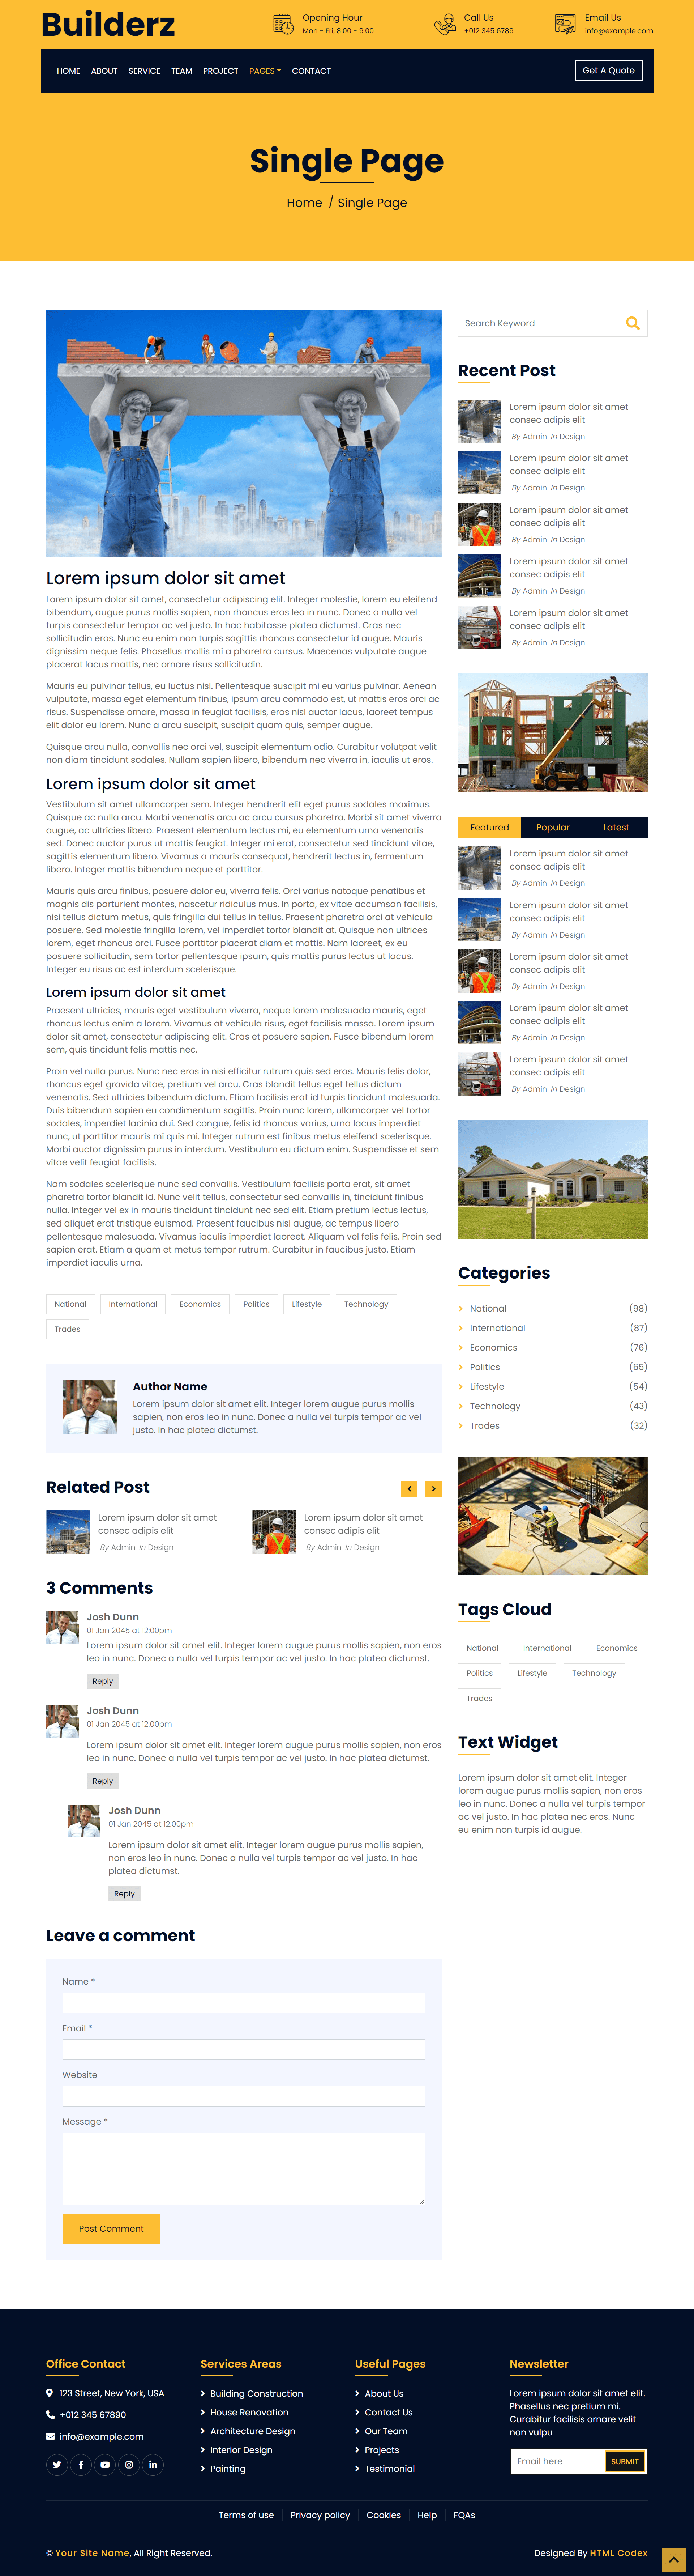 Builderz
Opening Hour
Mon - Fri, 8:00 - 9:00
Call Us
+012 345 6789
Email Us
info@example.com
HOME ABOUT SERVICE TEAM PROJECT PAGES CONTACT
Get A Quote
Single Page
Home / Single Page
Lorem ipsum dolor sit amet
Lorem ipsum dolor sit amet, consectetur adipiscing elit. Integer molestie, lorem eu eleifend
bibendum, augue purus mollis sapien, non rhoncus eros leo in nunc. Donec a nulla vel
turpis consectetur tempor ac vel justo. In hac habitasse platea dictumst. Cras nec
sollicitudin eros. Nunc eu enim non turpis sagittis rhoncus consectetur id augue. Mauris
dignissim neque felis. Phasellus mollis mi a pharetra cursus. Maecenas vulputate augue
placerat lacus mattis, nec ornare risus sollicitudin.
Mauris eu pulvinar tellus, eu luctus nisl. Pellentesque suscipit mi eu varius pulvinar. Aenean
vulputate, massa eget elementum finibus, ipsum arcu commodo est, ut mattis eros orci ac
risus. Suspendisse ornare, massa in feugiat facilisis, eros nisl auctor lacus, laoreet tempus
elit dolor eu lorem. Nunc a arcu suscipit, suscipit quam quis, semper augue.
Quisque arcu nulla, convallis nec orci vel, suscipit elementum odio. Curabitur volutpat velit
non diam tincidunt sodales. Nullam sapien libero, bibendum nec viverra in, iaculis ut eros.
Lorem ipsum dolor sit amet
Vestibulum sit amet ullamcorper sem. Integer hendrerit elit eget purus sodales maximus.
Quisque ac nulla arcu. Morbi venenatis arcu ac arcu cursus pharetra. Morbi sit amet viverra
augue, ac ultricies libero. Praesent elementum lectus mi, eu elementum urna venenatis
sed. Donec auctor purus ut mattis feugiat. Integer mi erat, consectetur sed tincidunt vitae,
sagittis elementum libero. Vivamus a mauris consequat, hendrerit lectus in, fermentum
libero. Integer mattis bibendum neque et porttitor.
Mauris quis arcu finibus, posuere dolor eu, viverra felis. Orci varius natoque penatibus et
magnis dis parturient montes, nascetur ridiculus mus. In porta, ex vitae accumsan facilisis,
nisi tellus dictum metus, quis fringilla dui tellus in tellus. Praesent pharetra orci at vehicula
posuere. Sed molestie fringilla lorem, vel imperdiet tortor blandit at. Quisque non ultrices
lorem, eget rhoncus orci. Fusce porttitor placerat diam et mattis. Nam laoreet, ex eu
posuere sollicitudin, sem tortor pellentesque ipsum, quis mattis purus lectus ut lacus.
Integer eu risus ac est interdum scelerisque.
Lorem ipsum dolor sit amet
Praesent ultricies, mauris eget vestibulum viverra, neque lorem malesuada mauris, eget
rhoncus lectus enim a lorem. Vivamus at vehicula risus, eget facilisis massa. Lorem ipsum
dolor sit amet, consectetur adipiscing elit. Cras et posuere sapien. Fusce bibendum lorem
sem, quis tincidunt felis mattis nec.
Proin vel nulla purus. Nunc nec eros in nisi efficitur rutrum quis sed eros. Mauris felis dolor,
rhoncus eget gravida vitae, pretium vel arcu. Cras blandit tellus eget tellus dictum
venenatis. Sed ultricies bibendum dictum. Etiam facilisis erat id turpis tincidunt malesuada.
Duis bibendum sapien eu condimentum sagittis. Proin nunc lorem, ullamcorper vel tortor
sodales, imperdiet lacinia dui. Sed congue, felis id rhoncus varius, urna lacus imperdiet
nunc, ut porttitor mauris mi quis mi. Integer rutrum est finibus metus eleifend scelerisque.
Morbi auctor dignissim purus in interdum. Vestibulum eu dictum enim. Suspendisse et sem
vitae velit feugiat facilisis.
Nam sodales scelerisque nunc sed convallis. Vestibulum facilisis porta erat, sit amet
pharetra tortor blandid id. Nunc velit tellus, consectetur sed convallis in, tincidunt finibus
nulla. Integer vel ex in mauris tincidunt tincidunt nec sed elit. Etiam pretium lectus lectus,
sed aliquet erat tristique euismod. Praesent faucibus nisl augue, ac tempus libero
pellentesque malesuada. Vivamus iaculis imperdiet laoreet. Aliquam vel felis felis. Proin sed
sapien erat. Etiam a quam et metus tempor rutrum. Curabitur in faucibus justo. Etiam
imperdiet iaculis urna.
National International Economics Politics Lifestyle Technology
Trades
Author Name
Lorem ipsum dolor sit amet elit. Integer lorem augue purus mollis
sapien, non eros leo in nunc. Donec a nulla vel turpis tempor ac vel
justo. In hac platea dictumst.
Related Post
Lorem ipsum dolor sit amet
consec adipis elit
By Admin In Design
Lorem ipsum dolor sit amet
consec adipis elit
By Admin In Design
3 Comments
Josh Dunn
01 Jan 2045 at 12:00pm
Lorem ipsum dolor sit amet elit. Integer lorem augue purus mollis sapien, non eros
leo in nunc. Donec a nulla vel turpis tempor ac vel justo. In hac platea dictumst.
Reply
Josh Dunn
01 Jan 2045 at 12:00pm
Lorem ipsum dolor sit amet elit. Integer lorem augue purus mollis sapien, non eros
leo in nunc. Donec a nulla vel turpis tempor ac vel justo. In hac platea dictumst.
Reply
Josh Dunn
01 Jan 2045 at 12:00pm
Lorem ipsum dolor sit amet elit. Integer lorem augue purus mollis sapien,
non eros leo in nunc. Donec a nulla vel turpis tempor ac vel justo. In hac
platea dictumst.
Reply
Leave a comment
Name *
Email *
Website
Message *
Post Comment
Search Keyword
Recent Post
Lorem ipsum dolor sit amet
consec adipis elit
By Admin In Design
Lorem ipsum dolor sit amet
consec adipis elit
By Admin In Design
Lorem ipsum dolor sit amet
consec adipis elit
By Admin In Design
Lorem ipsum dolor sit amet
consec adipis elit
By Admin In Design
Lorem ipsum dolor sit amet
consec adipis elit
By Admin In Design
Featured Popular Latest
Lorem ipsum dolor sit amet
consec adipis elit
By Admin In Design
Lorem ipsum dolor sit amet
consec adipis elit
By Admin In Design
Lorem ipsum dolor sit amet
consec adipis elit
By Admin In Design
Lorem ipsum dolor sit amet
consec adipis elit
By Admin In Design
Lorem ipsum dolor sit amet
consec adipis elit
By Admin In Design
Categories
National (98)
International (87)
Economics (76)
Politics (65)
Lifestyle (54)
Technology (43)
Trades (32)
Tags Cloud
National International Economics
Politics Lifestyle Technology
Trades
Text Widget
Lorem ipsum dolor sit amet elit. Integer
lorem augue purus mollis sapien, non eros
leo in nunc. Donec a nulla vel turpis tempor
ac vel justo. In hac platea nec eros. Nunc
eu enim non turpis id augue.
Office Contact
123 Street, New York, USA
+012 345 67890
info@example.com
Services Areas
Building Construction
House Renovation
Architecture Design
Interior Design
Painting
Useful Pages
About Us
Contact Us
Our Team
Projects
Testimonial
Newsletter
Lorem ipsum dolor sit amet elit.
Phasellus nec pretium mi.
Curabitur facilisis ornare velit
non vulpu
Email here SUBMIT
Terms of use Privacy policy Cookies Help FQAs
© Your Site Name, All Right Reserved.
Designed By HTML Codex